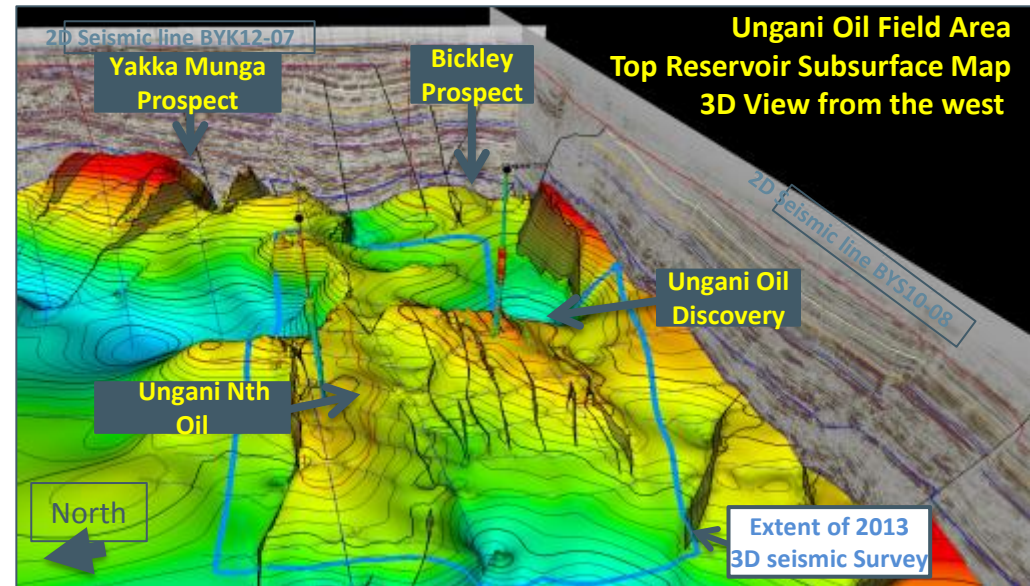 Ungani Oil Field Area
Top Reservoir Subsurface Map
3D View from the west
2D Seismic line BYK12-07
Yakka Munga
Prospect
Bickley
Prospect
2D Seismic line BYS10-08
Ungani Oil
Discovery
Ungani Nth
Oil
North
Extent of 2013
3D seismic Survey